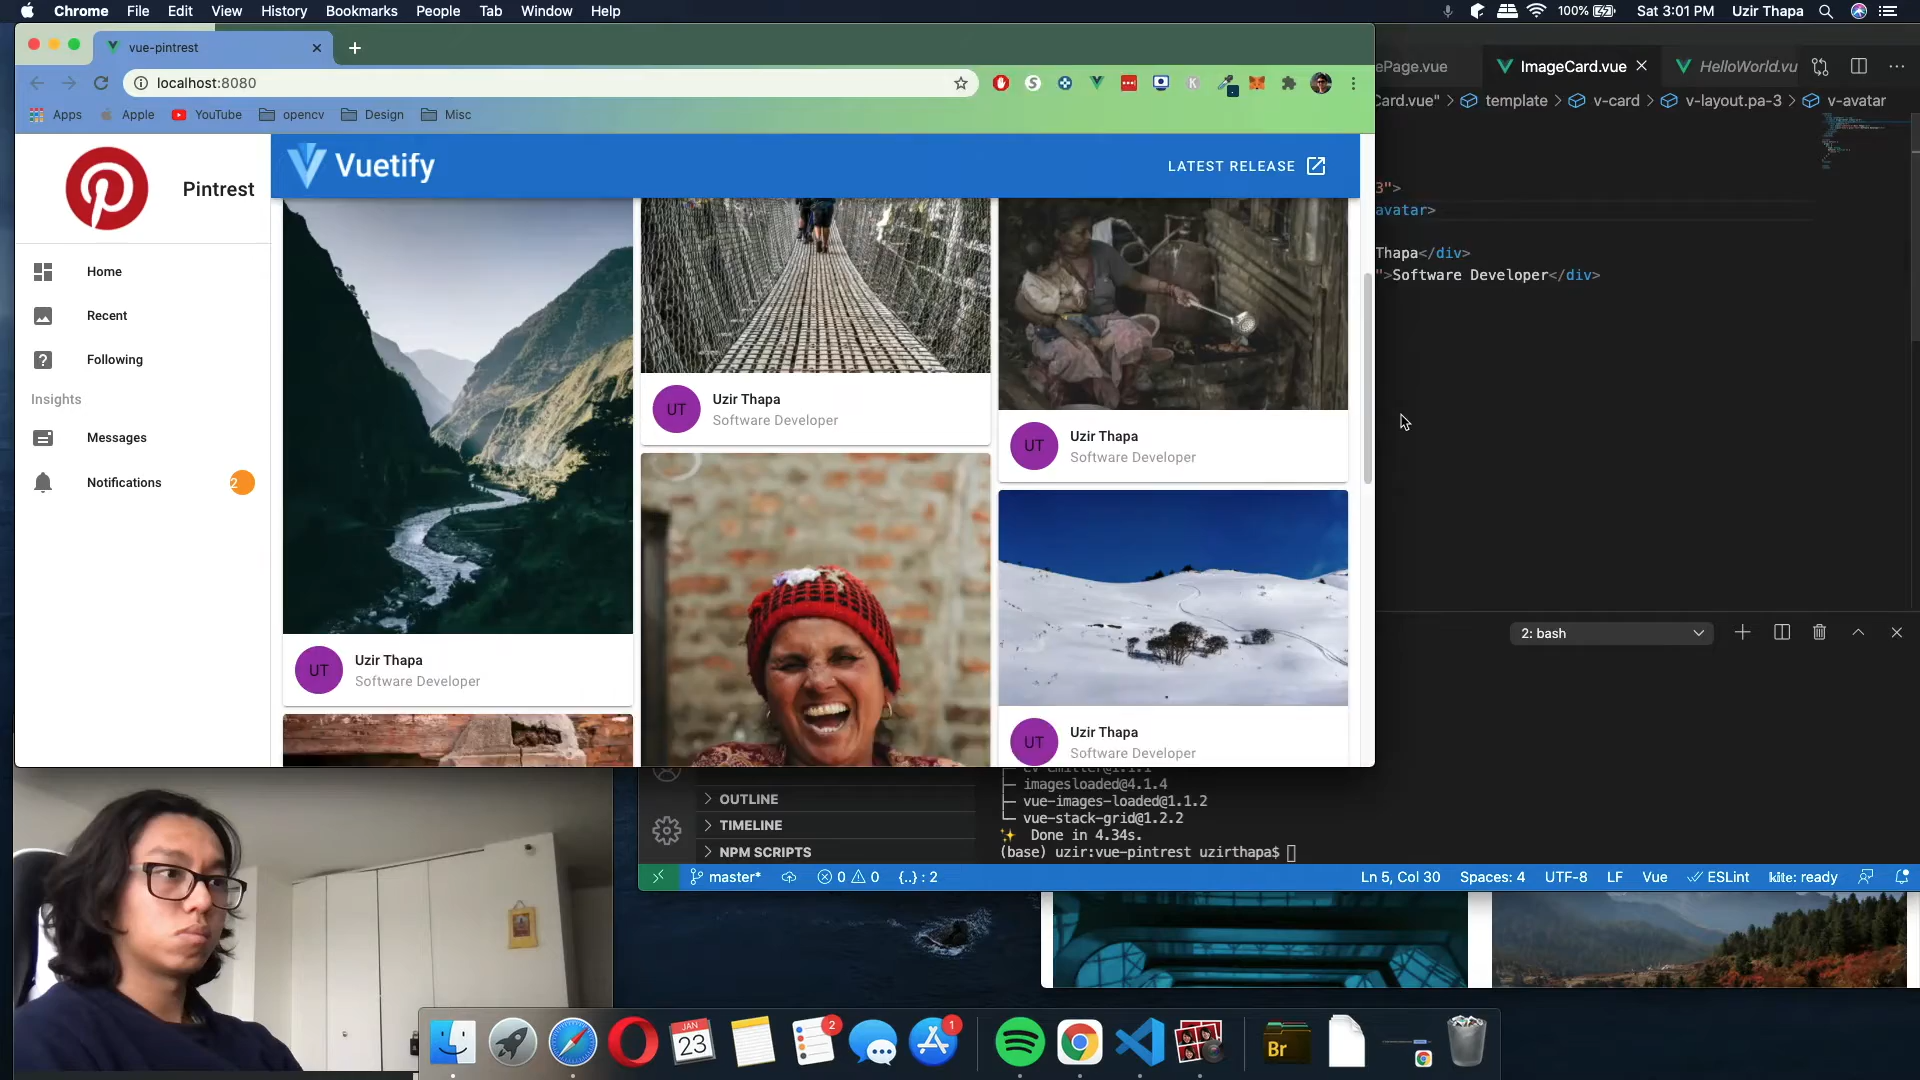 Chrome File Edit View History Bookmarks People Tab Window Help
100% Sat 3:01 PM Uzir Thapa
vue-pintrest
localhost:8080
Apps Apple YouTube opencv Design Misc
Pintrest
Vuetify
LATEST RELEASE
Home
Recent
Following
Insights
Messages
Notifications 2
UT Uzir Thapa
Software Developer
UT Uzir Thapa
Software Developer
UT Uzir Thapa
Software Developer
UT Uzir Thapa
Software Developer
ePage.vue ImageCard.vue HelloWorld.vu
Card.vue" > template > v-card > v-layout.pa-3 > v-avatar
3">
avatar>
Thapa</div>
">Software Developer</div>
2: bash
OUTLINE
TIMELINE
NPM SCRIPTS
├─ imagesloaded@4.1.4
├─ vue-images-loaded@1.1.2
└─ vue-stack-grid@1.2.2
✨ Done in 4.34s.
(base) uzir:vue-pintrest uzirthapa$
master* 0 0 {..} : 2 Ln 5, Col 30 Spaces: 4 UTF-8 LF Vue ESLint kite: ready
JAN
23
2
1
Br